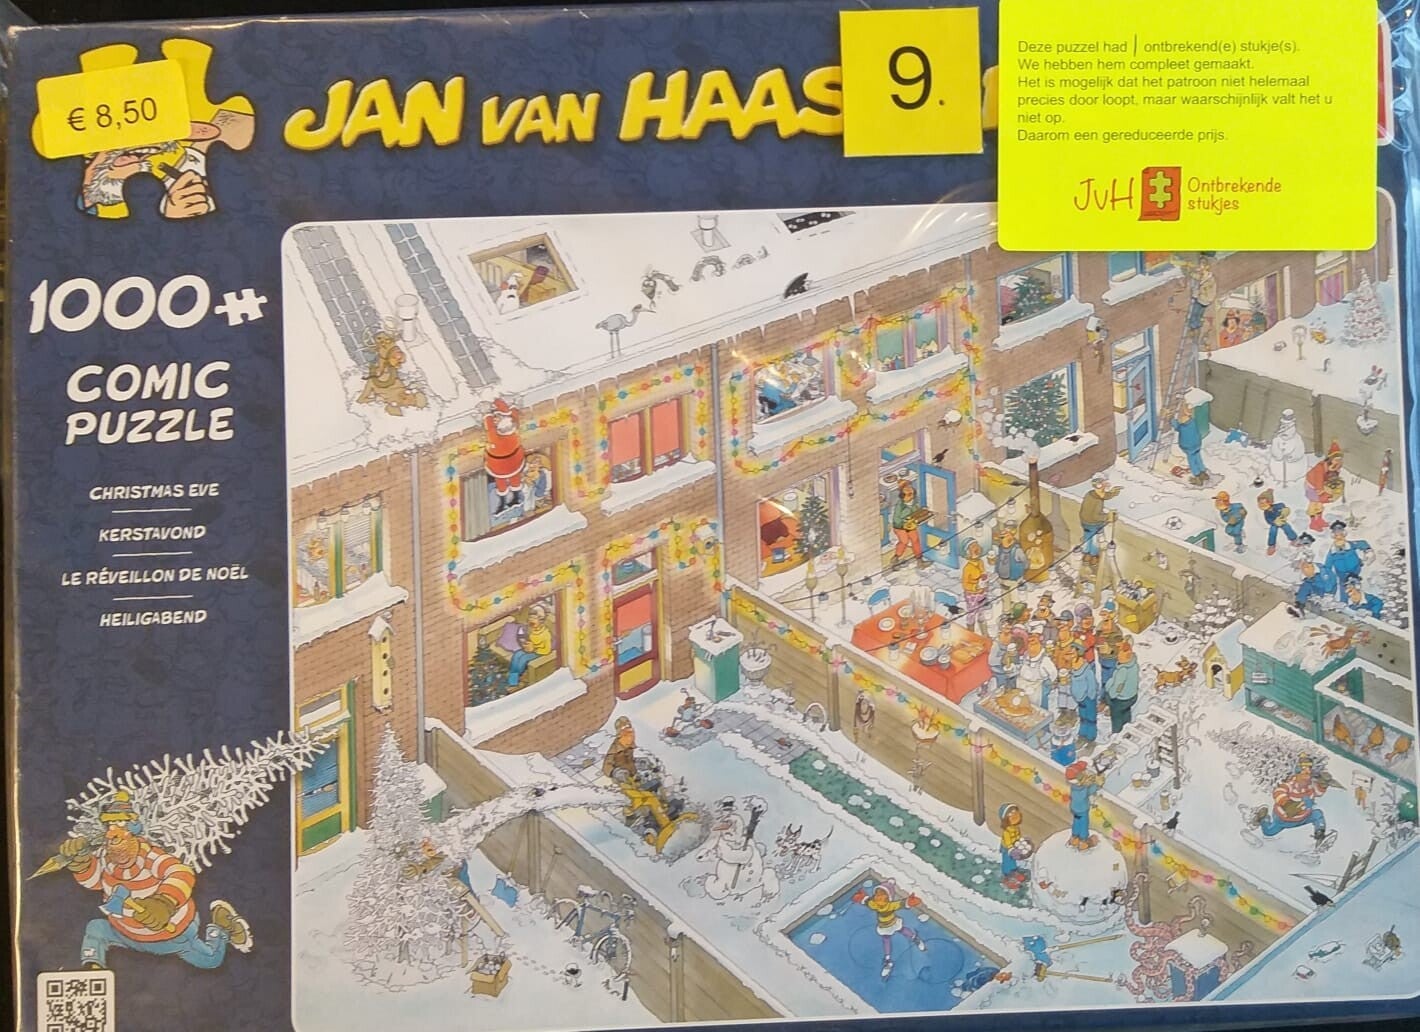 € 8,50
JAN VAN HAAS
9.
Deze puzzel had 1 ontbrekend(e) stukje(s).
We hebben hem compleet gemaakt.
Het is mogelijk dat het patroon niet helemaal
precies door loopt, maar waarschijnlijk valt het u
niet op.
Daarom een gereduceerde prijs.
JvH Ontbrekende
stukjes
1000
COMIC
PUZZLE
CHRISTMAS EVE
KERSTAVOND
LE RÉVEILLON DE NOËL
HEILIGABEND